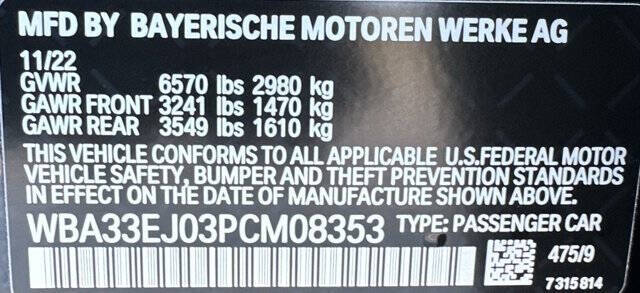 MFD BY BAYERISCHE MOTOREN WERKE AG
11/22
GVWR 6570 lbs 2980 kg
GAWR FRONT 3241 lbs 1470 kg
GAWR REAR 3549 lbs 1610 kg
THIS VEHICLE CONFORMS TO ALL APPLICABLE U.S.FEDERAL MOTOR
VEHICLE SAFETY, BUMPER AND THEFT PREVENTION STANDARDS
IN EFFECT ON THE DATE OF MANUFACTURE SHOWN ABOVE.
WBA33EJ03PCM08353 TYPE: PASSENGER CAR
475/9
7315814